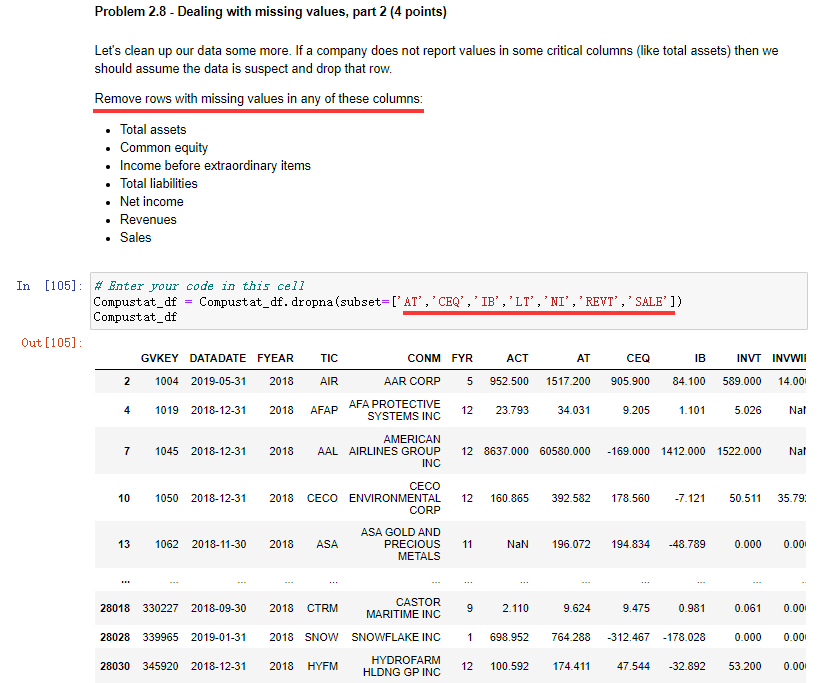 Problem 2.8 - Dealing with missing values, part 2 (4 points)
Let's clean up our data some more. If a company does not report values in some critical columns (like total assets) then we
should assume the data is suspect and drop that row.
Remove rows with missing values in any of these columns:
• Total assets
• Common equity
• Income before extraordinary items
• Total liabilities
• Net income
• Revenues
• Sales
In [105]: # Enter your code in this cell
Compustat_df = Compustat_df.dropna(subset=['AT','CEQ','IB','LT','NI','REVT','SALE'])
Compustat_df
Out[105]:
GVKEY DATADATE FYEAR TIC CONM FYR ACT AT CEQ IB INVT INVWI
2 1004 2019-05-31 2018 AIR AAR CORP 5 952.500 1517.200 905.900 84.100 589.000 14.00
4 1019 2018-12-31 2018 AFAP AFA PROTECTIVE SYSTEMS INC 12 23.793 34.031 9.205 1.101 5.026 Na
7 1045 2018-12-31 2018 AAL AMERICAN AIRLINES GROUP INC 12 8637.000 60580.000 -169.000 1412.000 1522.000 Na
10 1050 2018-12-31 2018 CECO CECO ENVIRONMENTAL CORP 12 160.865 392.582 178.560 -7.121 50.511 35.79
13 1062 2018-11-30 2018 ASA ASA GOLD AND PRECIOUS METALS 11 NaN 196.072 194.834 -48.789 0.000 0.00
... ... ... ... ... ... ... ... ... ... ... ... ..
28018 330227 2018-09-30 2018 CTRM CASTOR MARITIME INC 9 2.110 9.624 9.475 0.981 0.061 0.00
28028 339965 2019-01-31 2018 SNOW SNOWFLAKE INC 1 698.952 764.288 -312.467 -178.028 0.000 0.00
28030 345920 2018-12-31 2018 HYFM HYDROFARM HLDNG GP INC 12 100.592 174.411 47.544 -32.892 53.200 0.00